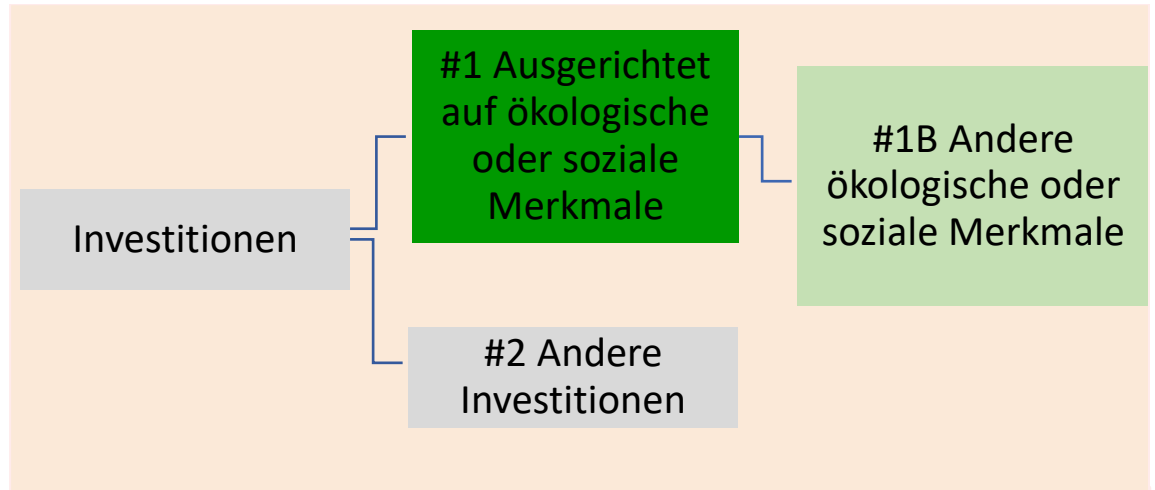 Investitionen
#1 Ausgerichtet
auf ökologische
oder soziale
Merkmale
#1B Andere
ökologische oder
soziale Merkmale
#2 Andere
Investitionen